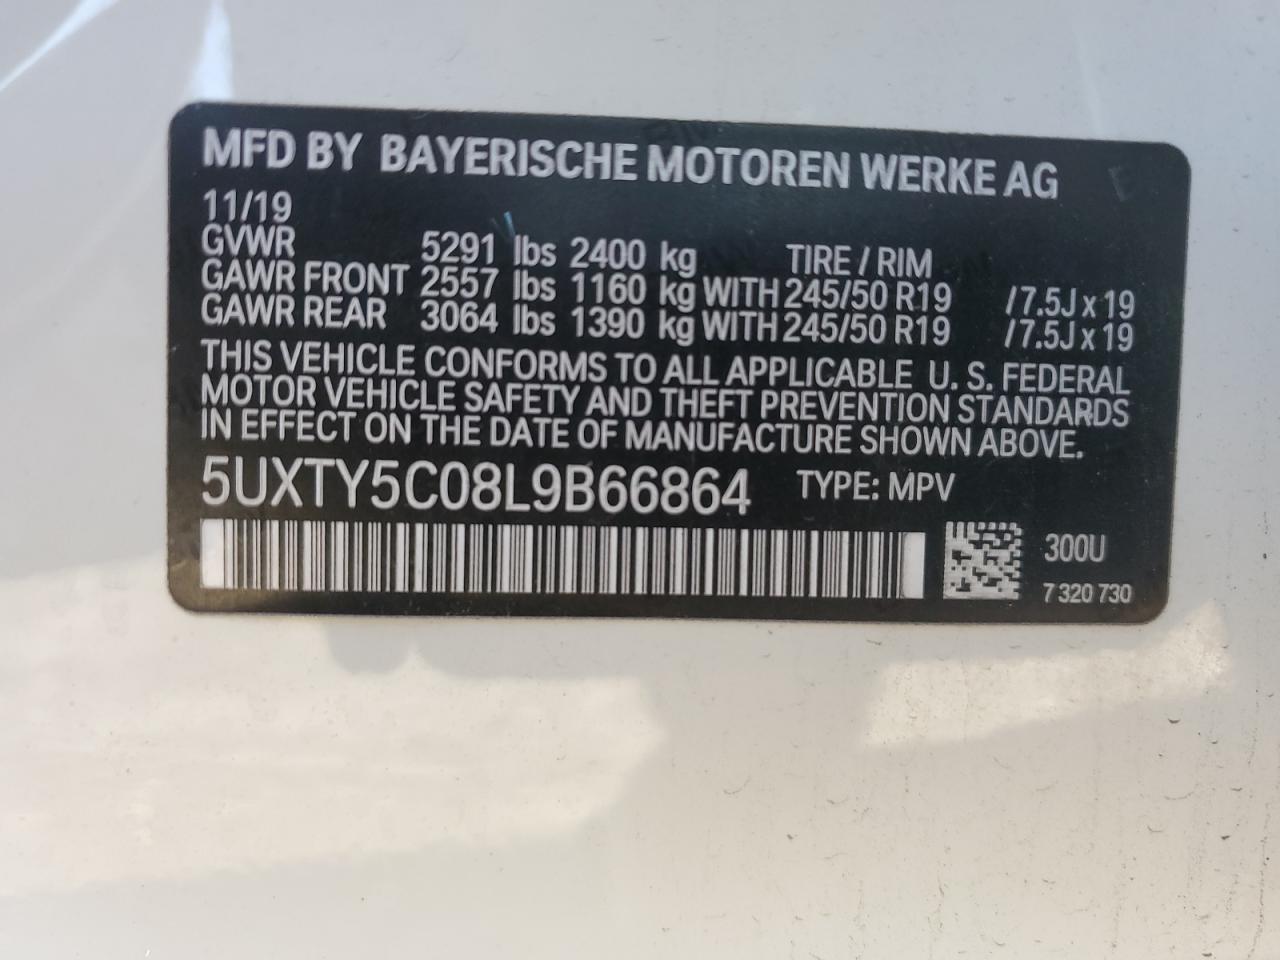 MFD BY BAYERISCHE MOTOREN WERKE AG
11/19
GVWR 5291 lbs 2400 kg TIRE / RIM
GAWR FRONT 2557 lbs 1160 kg WITH 245/50 R19 /7.5J x 19
GAWR REAR 3064 lbs 1390 kg WITH 245/50 R19 /7.5J x 19
THIS VEHICLE CONFORMS TO ALL APPLICABLE U. S. FEDERAL
MOTOR VEHICLE SAFETY AND THEFT PREVENTION STANDARDS
IN EFFECT ON THE DATE OF MANUFACTURE SHOWN ABOVE.
5UXTY5C08L9B66864 TYPE: MPV
300U
7 320 730